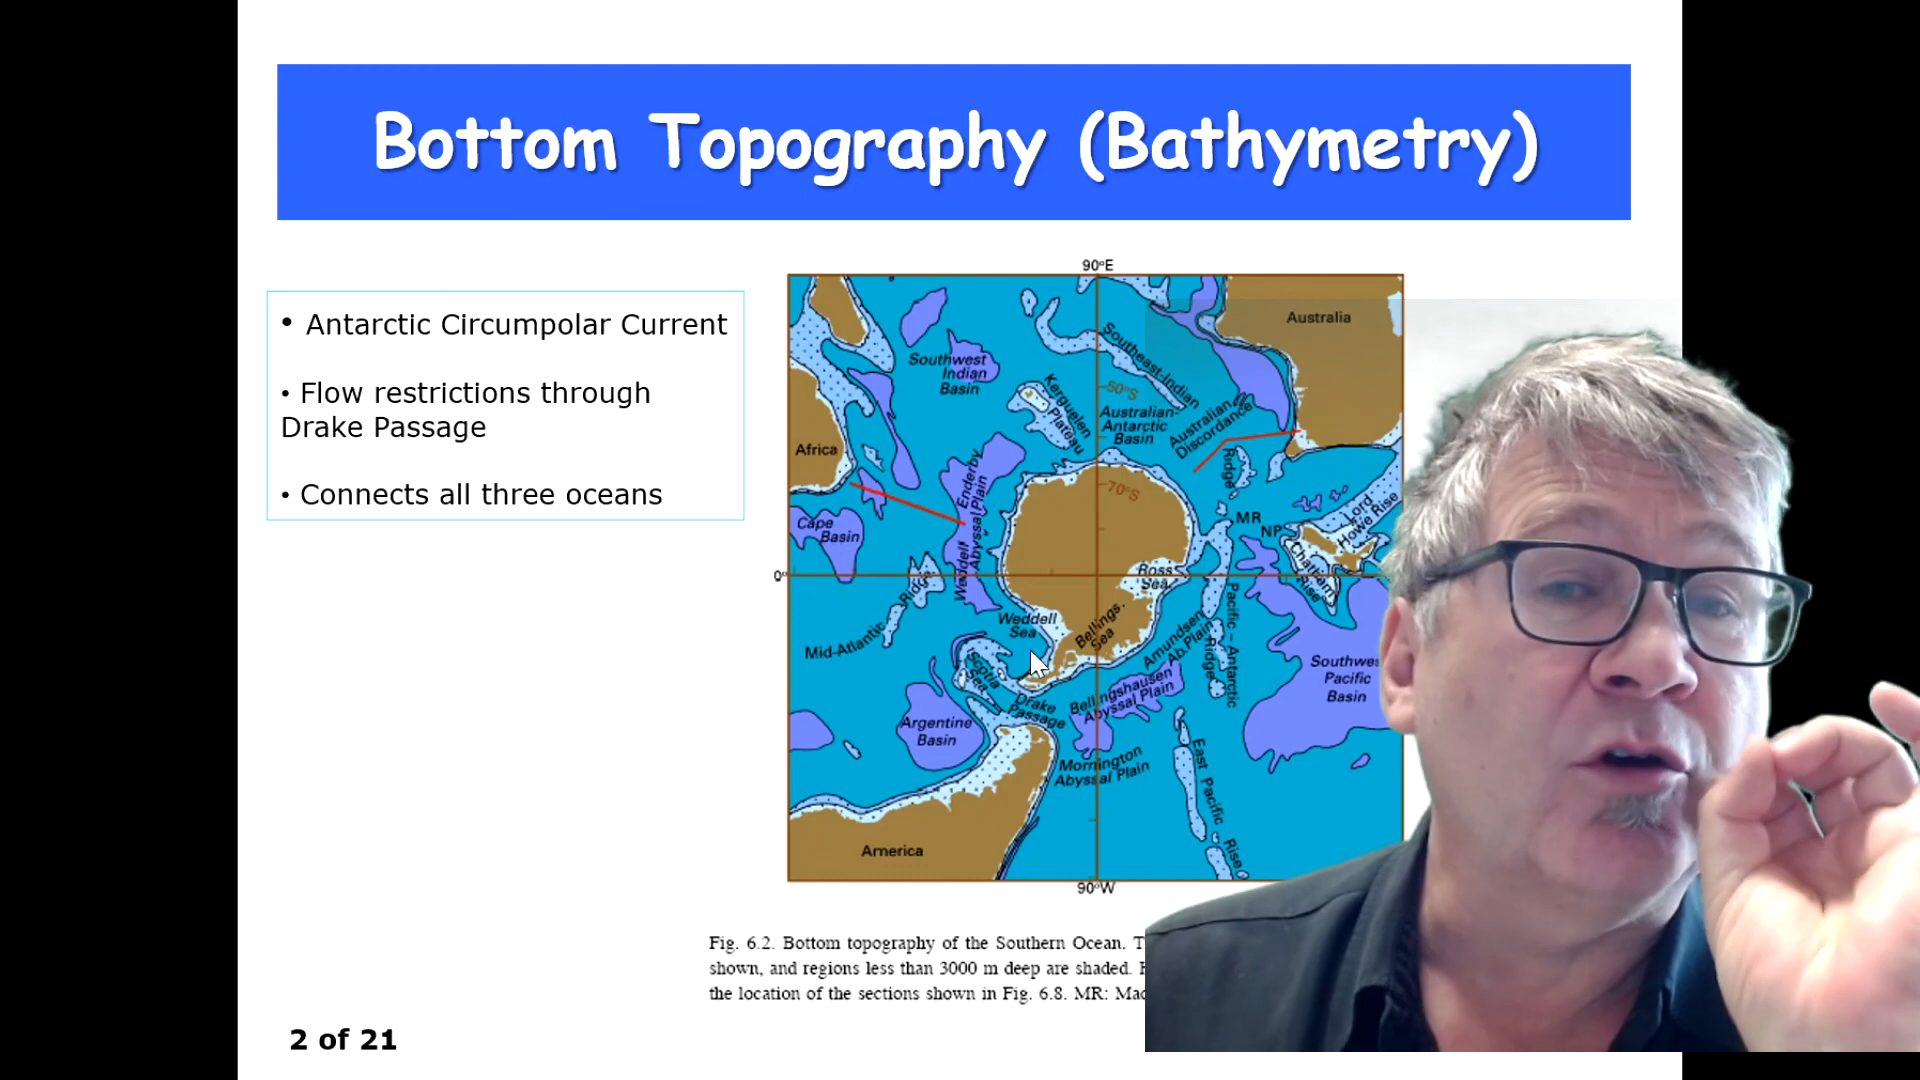 Bottom Topography (Bathymetry)
• Antarctic Circumpolar Current
• Flow restrictions through
Drake Passage
• Connects all three oceans
90°E
Australia
Southwest
Indian
Basin
Southeast-Indian
Kerguelen
Plateau
50°S
Australian-
Antarctic
Basin
Australian
Discordance
Ridge
Africa
Enderby
Abyssal Plain
70°S
Lord
Howe Rise
MR
NP
Cape
Basin
Weddell
Chatham
Rise
0°
Ross
Sea
Ridge
Mid-Atlantic
Weddell
Sea
Bellings.
Sea
Amundsen
Ab. Plain
Pacific – Antarctic
Ridge
Southwes
Pacific
Basin
Scotia
Sea
Drake
Passage
Bellingshausen
Abyssal Plain
Argentine
Basin
Mornington
Abyssal Plain
East Pacific Rise
America
90°W
Fig. 6.2. Bottom topography of the Southern Ocean. T
shown, and regions less than 3000 m deep are shaded.
the location of the sections shown in Fig. 6.8. MR: Mac
2 of 21